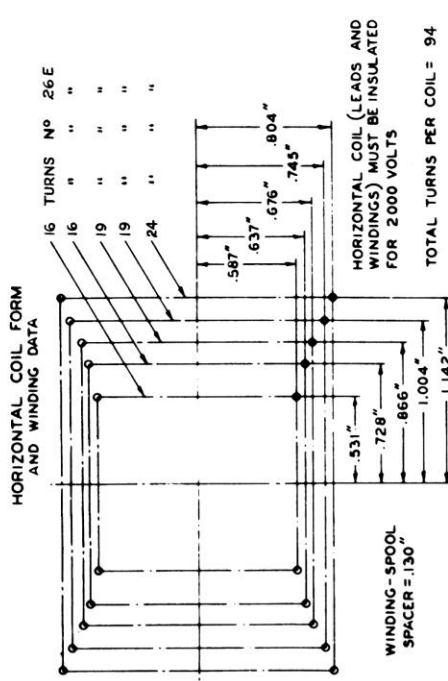 HORIZONTAL COIL FORM
AND WINDING DATA
16 TURNS Nº 26E
16 " " "
19 " " "
19 " " "
24 " " "
.587"
.637"
.676"
.745"
.804"
.531"
.728"
.866"
1.004"
1.142"
HORIZONTAL COIL (LEADS AND
WINDINGS) MUST BE INSULATED
FOR 2000 VOLTS
TOTAL TURNS PER COIL= 94
WINDING-SPOOL
SPACER=.130"